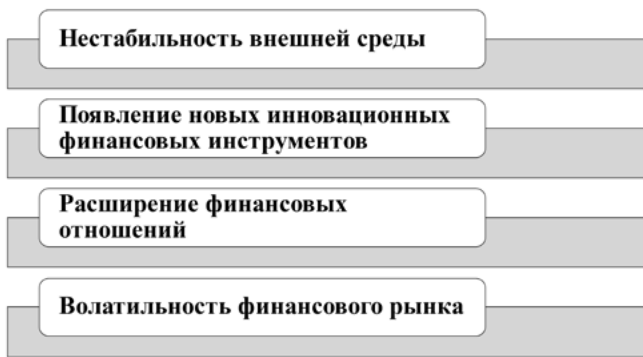 Нестабильность внешней среды
Появление новых инновационных
финансовых инструментов
Расширение финансовых
отношений
Волатильность финансового рынка